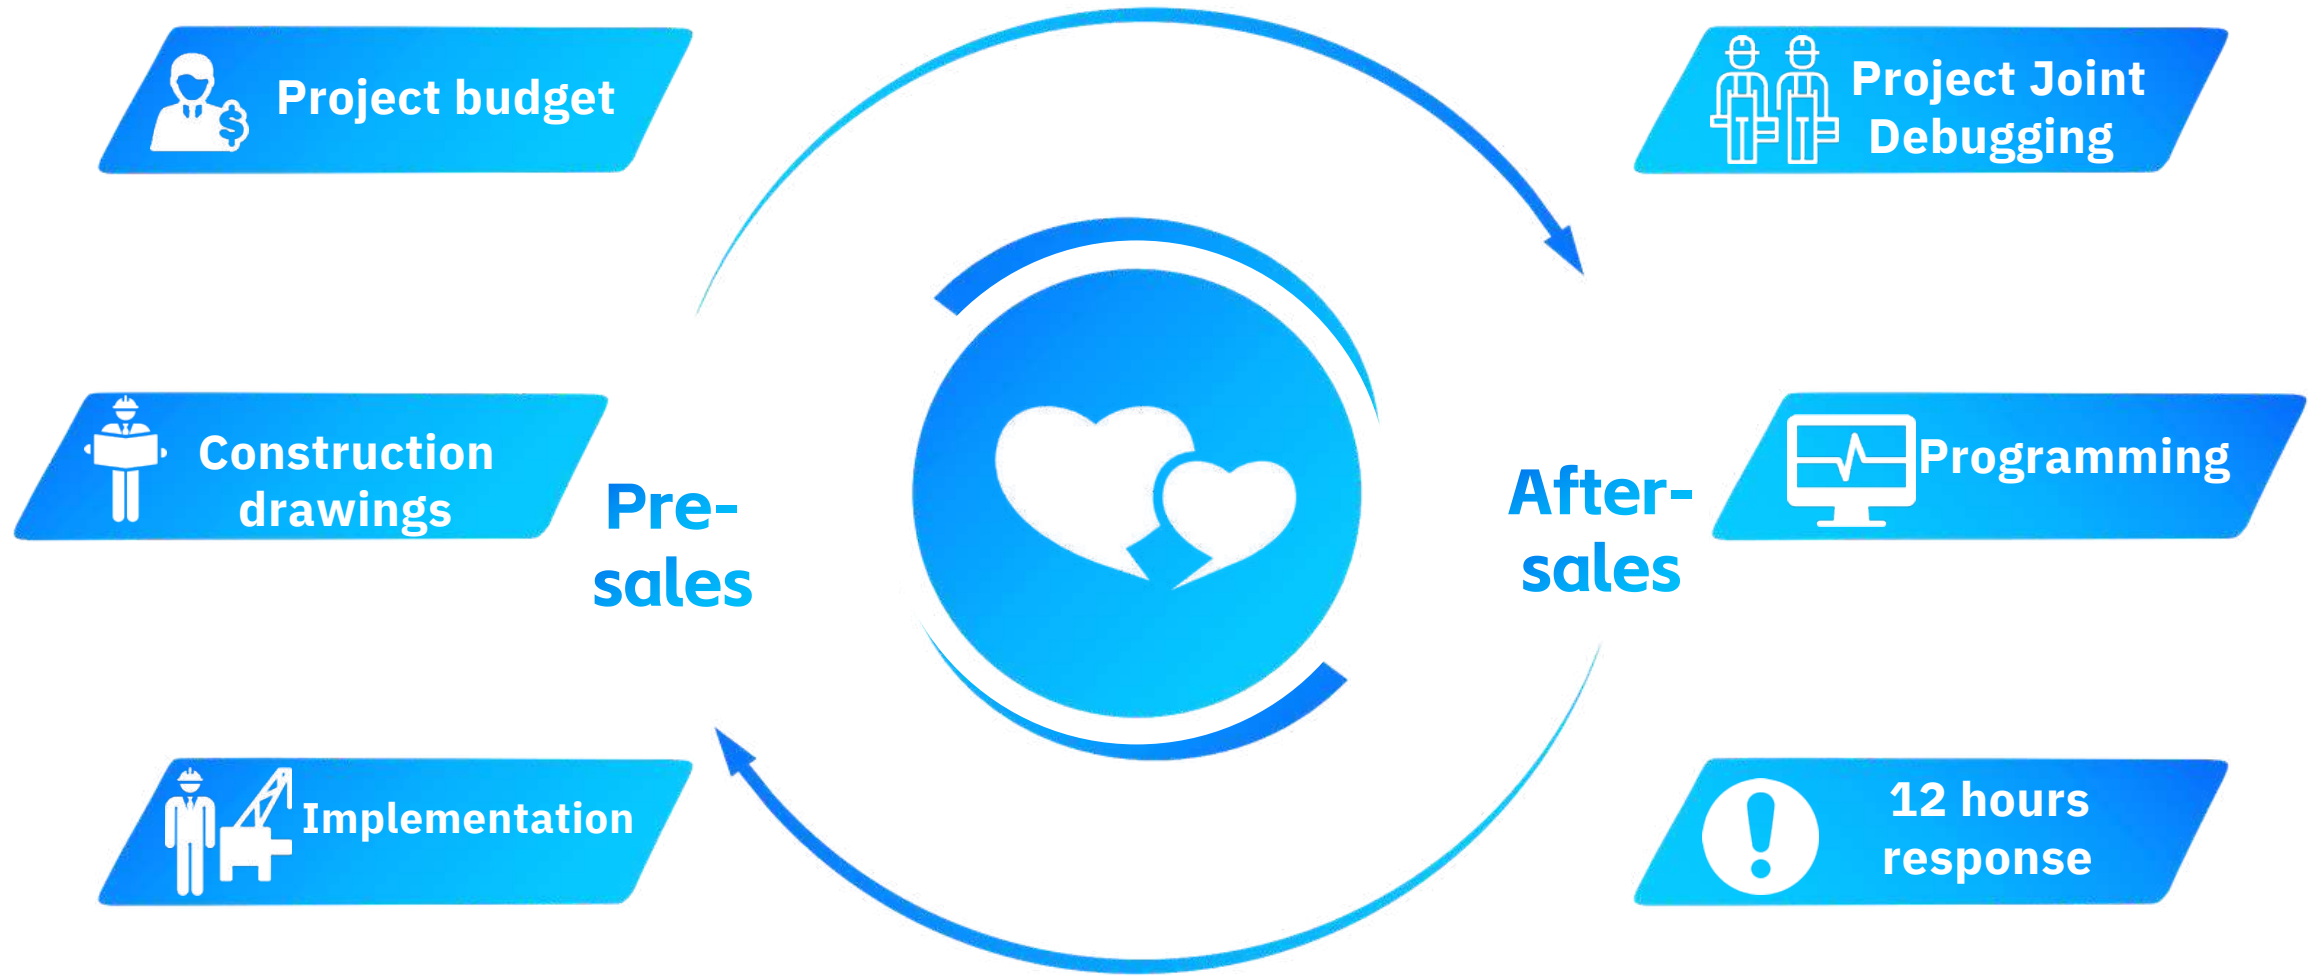 Project budget
Construction
drawings
Implementation
Pre-
sales
After-
sales
Project Joint
Debugging
Programming
12 hours
response